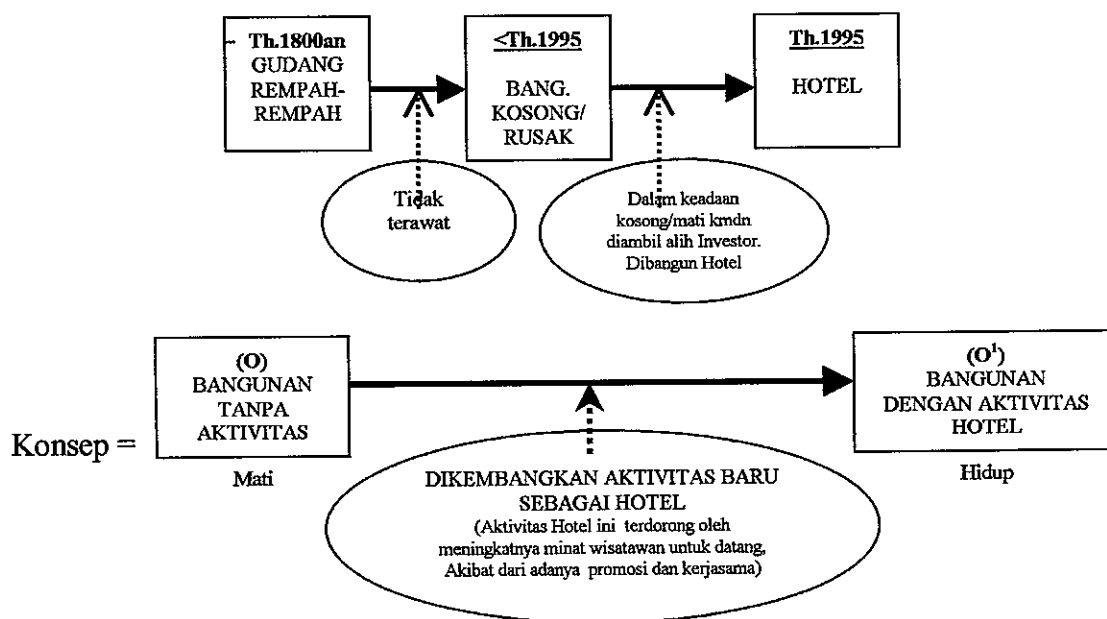 Th.1800an
GUDANG
REMPAH-
REMPAH
<Th.1995
BANG.
KOSONG/
RUSAK
Th.1995
HOTEL
Tidak
terawat
Dalam keadaan
kosong/mati kmdn
diambil alih Investor.
Dibangun Hotel
Konsep =
(O)
BANGUNAN
TANPA
AKTIVITAS
Mati
(O¹)
BANGUNAN
DENGAN AKTIVITAS
HOTEL
Hidup
DIKEMBANGKAN AKTIVITAS BARU
SEBAGAI HOTEL
(Aktivitas Hotel ini terdorong oleh
meningkatnya minat wisatawan untuk datang,
Akibat dari adanya promosi dan kerjasama)